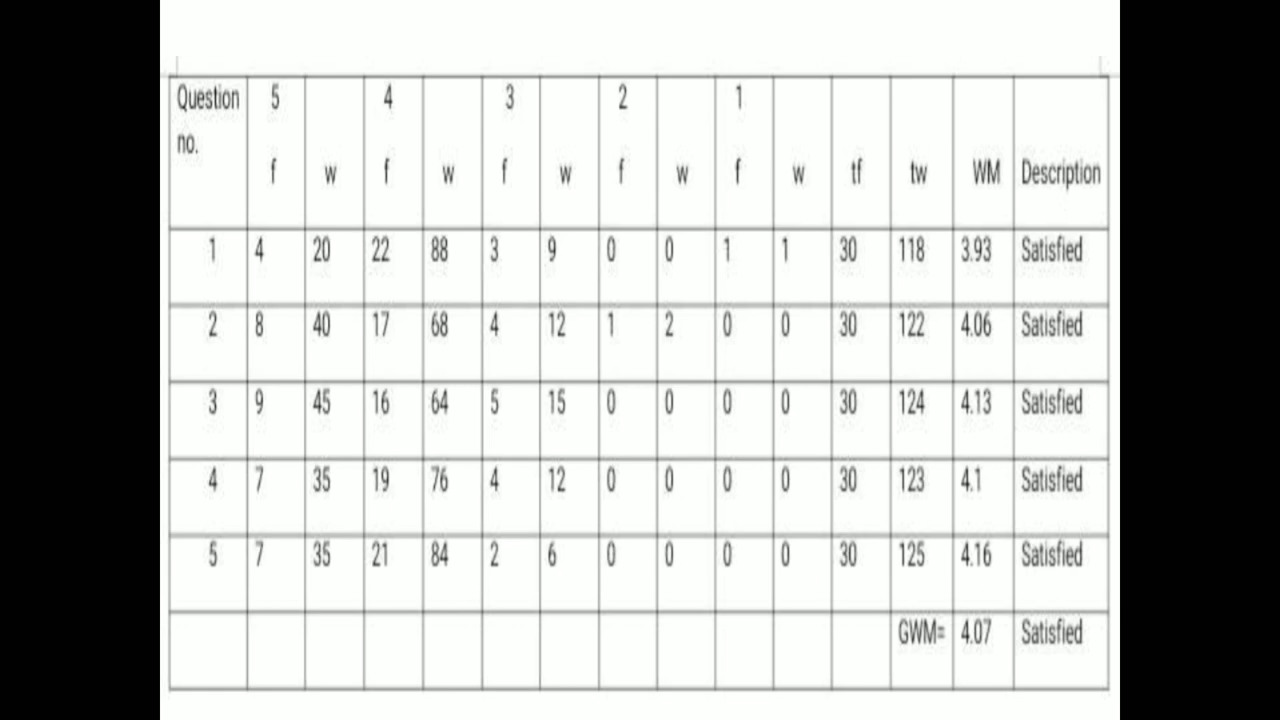 Question 5 4 3 2 1
no.
f w f w f w f w f w tf tw WM Description
1 4 20 22 88 3 9 0 0 1 1 30 118 3.93 Satisfied
2 8 40 17 68 4 12 1 2 0 0 30 122 4.06 Satisfied
3 9 45 16 64 5 15 0 0 0 0 30 124 4.13 Satisfied
4 7 35 19 76 4 12 0 0 0 0 30 123 4.1 Satisfied
5 7 35 21 84 2 6 0 0 0 0 30 125 4.16 Satisfied
GWM= 4.07 Satisfied